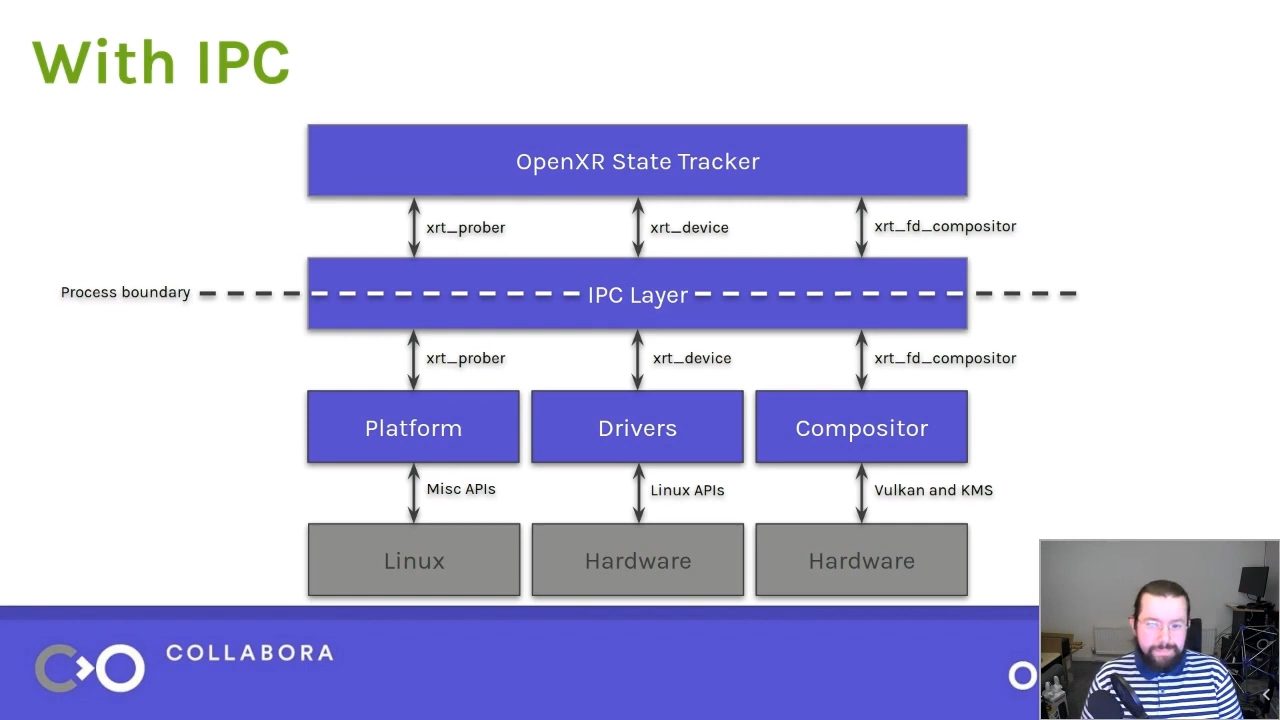 With IPC
OpenXR State Tracker
xrt_prober
xrt_device
xrt_fd_compositor
Process boundary
IPC Layer
xrt_prober
xrt_device
xrt_fd_compositor
Platform
Drivers
Compositor
Misc APIs
Linux APIs
Vulkan and KMS
Linux
Hardware
Hardware
COLLABORA
O